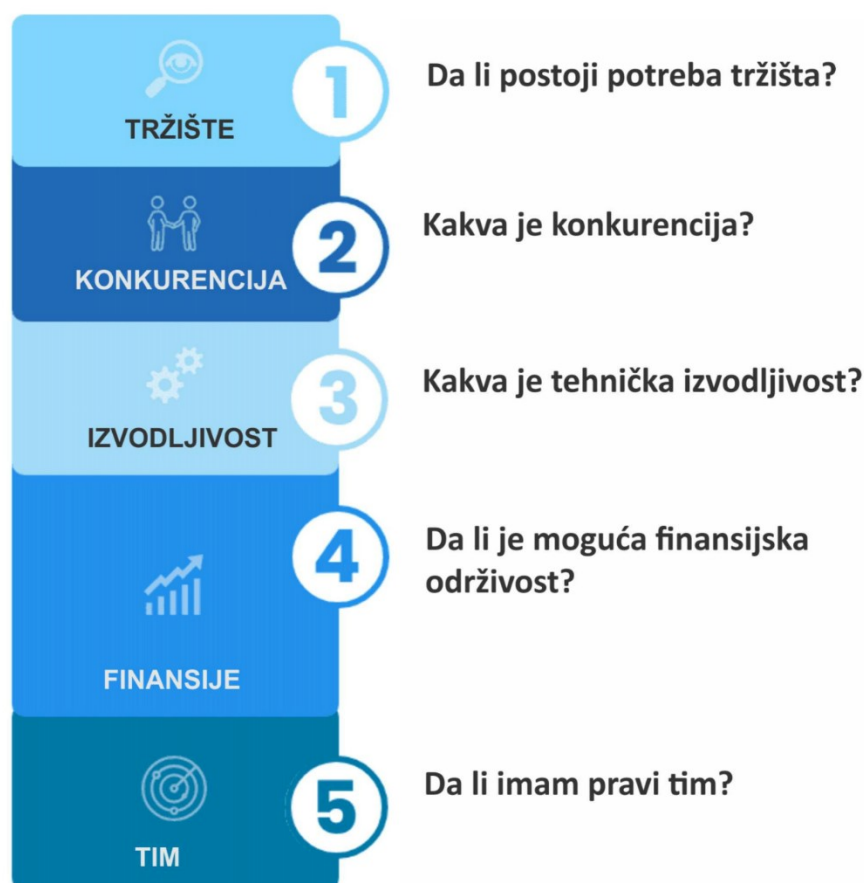 TRŽIŠTE
1
Da li postoji potreba tržišta?
KONKURENCIJA
2
Kakva je konkurencija?
IZVODLJIVOST
3
Kakva je tehnička izvodljivost?
FINANSIJE
4
Da li je moguća finansijska
održivost?
TIM
5
Da li imam pravi tim?